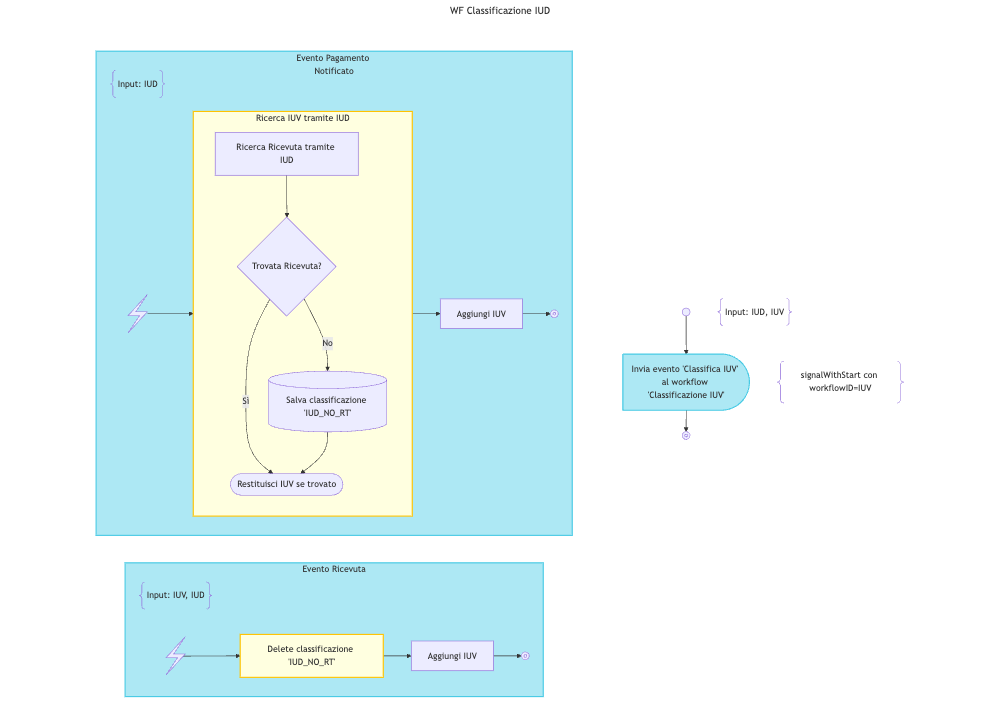 WF Classificazione IUD
Evento Pagamento
Notificato
Input: IUD
Ricerca IUV tramite IUD
Ricerca Ricevuta tramite
IUD
Trovata Ricevuta?
No
Sì
Salva classificazione
'IUD_NO_RT'
Restituisci IUV se trovato
Aggiungi IUV
Input: IUD, IUV
Invia evento 'Classifica IUV'
al workflow
'Classificazione IUV'
signalWithStart con
workflowID=IUV
Evento Ricevuta
Input: IUV, IUD
Delete classificazione
'IUD_NO_RT'
Aggiungi IUV